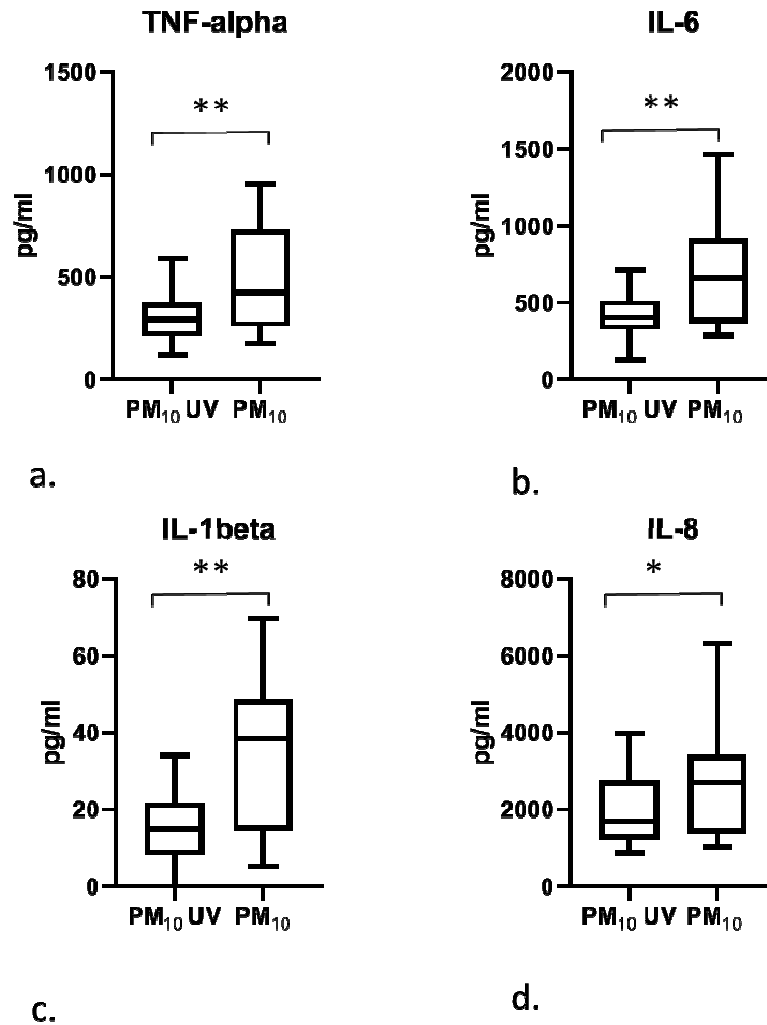 TNF-alpha
**
1500
1000
500
0
pg/ml
PM10 UV PM10
a.
IL-6
**
2000
1500
1000
500
0
pg/ml
PM10 UV PM10
b.
IL-1beta
**
80
60
40
20
0
pg/ml
PM10 UV PM10
c.
IL-8
*
8000
6000
4000
2000
0
pg/ml
PM10 UV PM10
d.